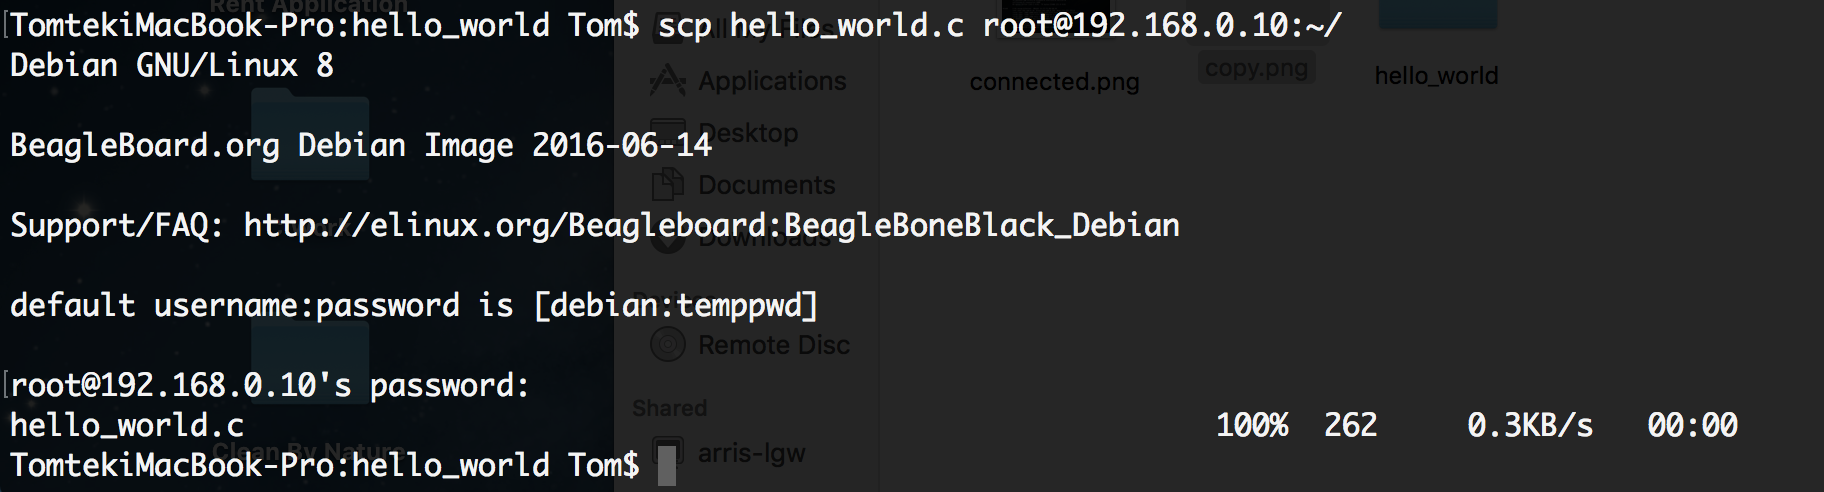 TomtekiMacBook-Pro:hello_world Tom$ scp hello_world.c root@192.168.0.10:~/
Debian GNU/Linux 8
BeagleBoard.org Debian Image 2016-06-14
Support/FAQ: http://elinux.org/Beagleboard:BeagleBoneBlack_Debian
default username:password is [debian:temppwd]
root@192.168.0.10's password:
hello_world.c 100% 262 0.3KB/s 00:00
TomtekiMacBook-Pro:hello_world Tom$
Rent Application
Clean By Nature
All My Files
Applications
Desktop
Documents
Downloads
Remote Disc
Shared
arris-lgw
connected.png
copy.png
hello_world